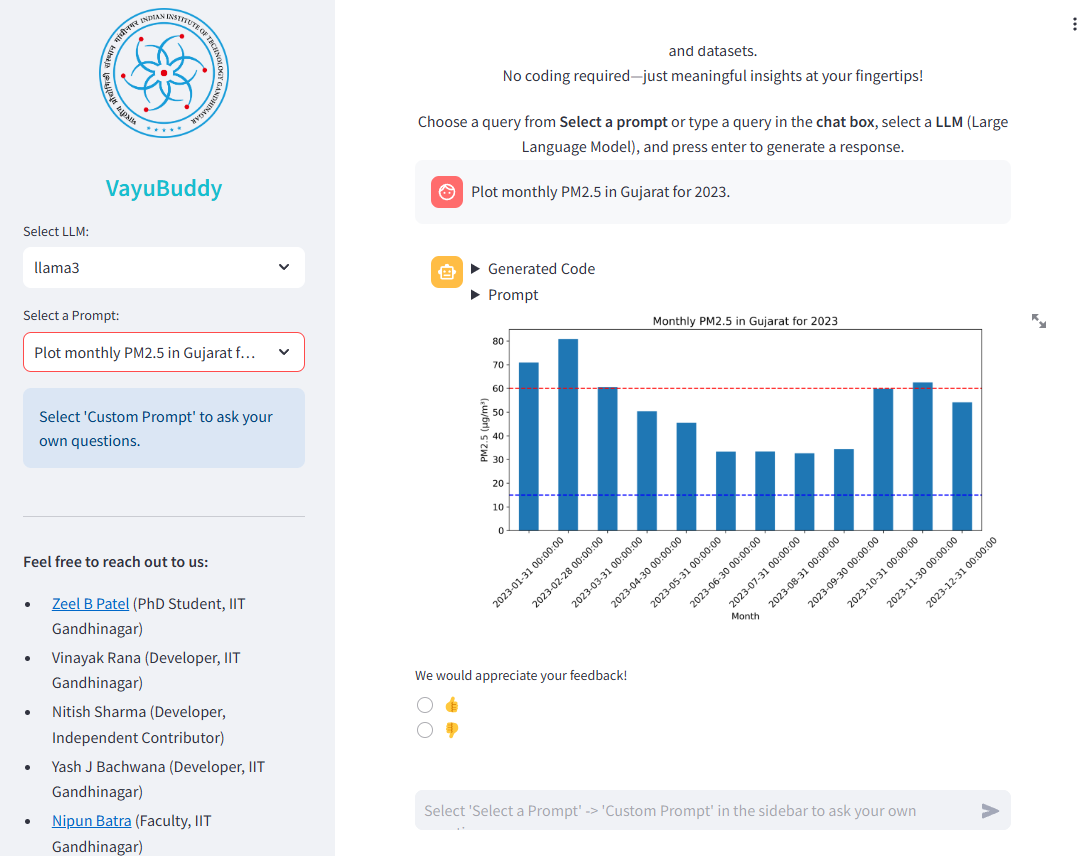 भारतीय प्रौद्योगिकी संस्थान गांधीनगर
INDIAN INSTITUTE OF TECHNOLOGY GANDHINAGAR
VayuBuddy
Select LLM:
llama3
Select a Prompt:
Plot monthly PM2.5 in Gujarat f...
Select 'Custom Prompt' to ask your
own questions.
Feel free to reach out to us:
• Zeel B Patel (PhD Student, IIT
Gandhinagar)
• Vinayak Rana (Developer, IIT
Gandhinagar)
• Nitish Sharma (Developer,
Independent Contributor)
• Yash J Bachwana (Developer, IIT
Gandhinagar)
• Nipun Batra (Faculty, IIT
Gandhinagar)
and datasets.
No coding required—just meaningful insights at your fingertips!
Choose a query from Select a prompt or type a query in the chat box, select a LLM (Large
Language Model), and press enter to generate a response.
Plot monthly PM2.5 in Gujarat for 2023.
Generated Code
Prompt
Monthly PM2.5 in Gujarat for 2023
PM2.5 (µg/m³)
80
70
60
50
40
30
20
10
0
2023-01-31 00:00:00
2023-02-28 00:00:00
2023-03-31 00:00:00
2023-04-30 00:00:00
2023-05-31 00:00:00
2023-06-30 00:00:00
2023-07-31 00:00:00
2023-08-31 00:00:00
2023-09-30 00:00:00
2023-10-31 00:00:00
2023-11-30 00:00:00
2023-12-31 00:00:00
Month
We would appreciate your feedback!
Select 'Select a Prompt' -> 'Custom Prompt' in the sidebar to ask your own